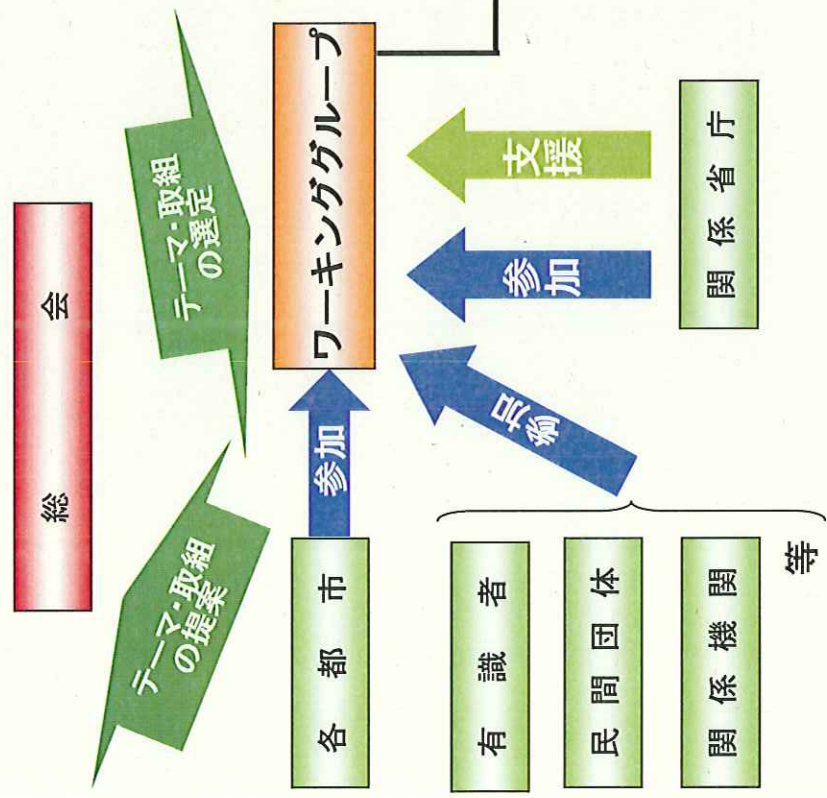 総会
テーマ・取組
の提案
テーマ・取組
の選定
各都市
参加
ワーキンググループ
有識者
民間団体
関係機関
等
参加
参加
支援
関係省庁